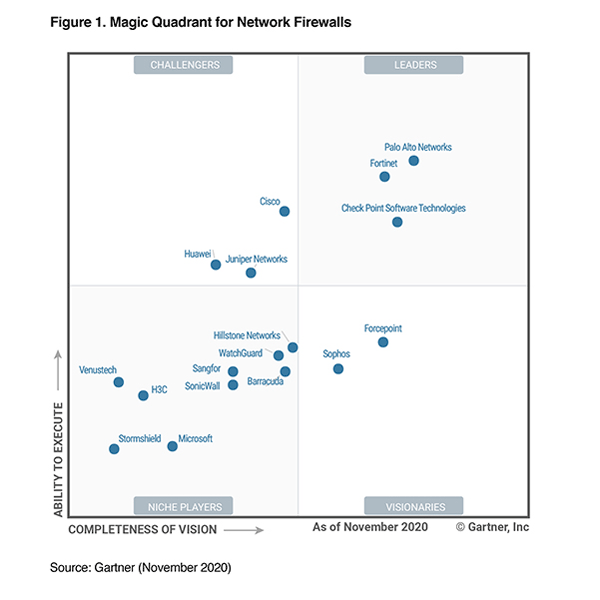 Figure 1. Magic Quadrant for Network Firewalls
CHALLENGERS
LEADERS
Palo Alto Networks
Fortinet
Cisco
Check Point Software Technologies
Huawei
Juniper Networks
Hillstone Networks
Forcepoint
WatchGuard
Sophos
Venustech
Sangfor
H3C
SonicWall
Barracuda
Stormshield
Microsoft
NICHE PLAYERS
VISIONARIES
ABILITY TO EXECUTE
COMPLETENESS OF VISION
As of November 2020
© Gartner, Inc
Source: Gartner (November 2020)